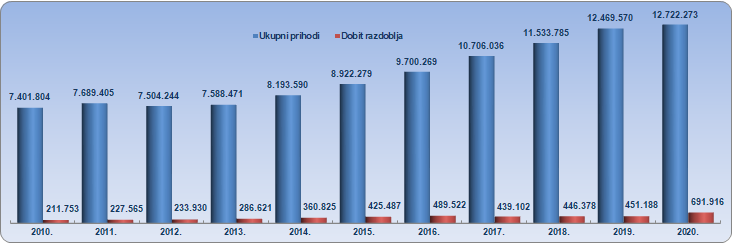 Ukupni prihodi Dobit razdoblja
7.401.804 7.689.405 7.504.244 7.588.471 8.193.590 8.922.279 9.700.269 10.706.036 11.533.785 12.469.570 12.722.273
211.753 227.565 233.930 286.621 360.825 425.487 489.522 439.102 446.378 451.188 691.916
2010. 2011. 2012. 2013. 2014. 2015. 2016. 2017. 2018. 2019. 2020.